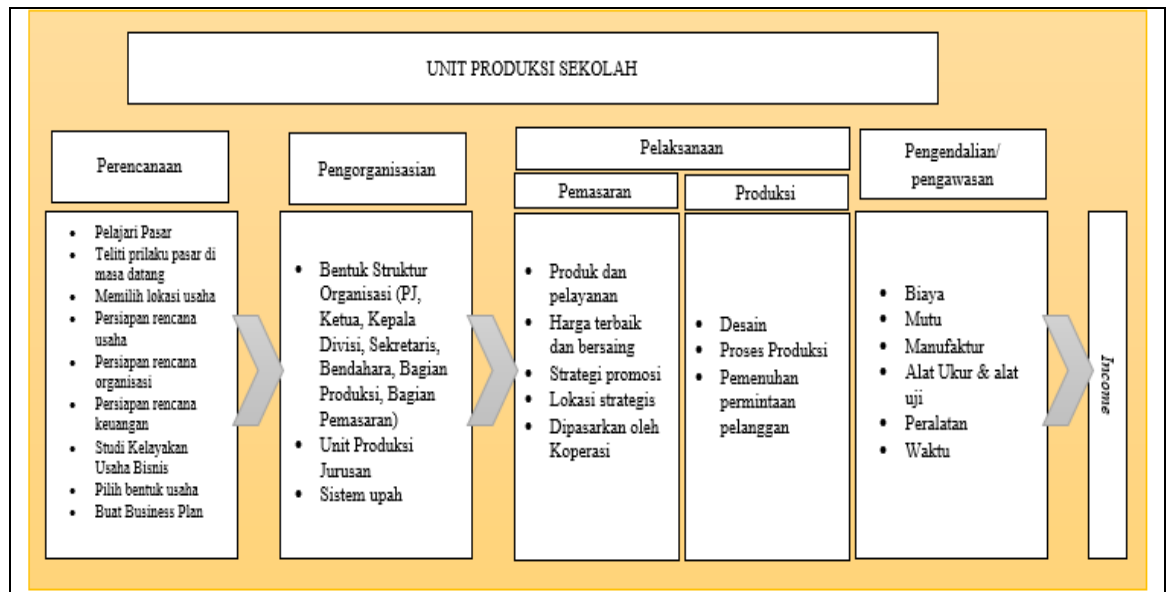 UNIT PRODUKSI SEKOLAH
Perencanaan
• Pelajari Pasar
• Teliti prilaku pasar di
masa datang
• Memilih lokasi usaha
• Persiapan rencana
usaha
• Persiapan rencana
organisasi
• Persiapan rencana
keuangan
• Studi Kelayakan
Usaha Bisnis
• Pilih bentuk usaha
• Buat Business Plan
Pengorganisasian
• Bentuk Struktur
Organisasi (PJ,
Ketua, Kepala
Divisi, Sekretaris,
Bendahara, Bagian
Produksi, Bagian
Pemasaran)
• Unit Produksi
Jurusan
• Sistem upah
Pelaksanaan
Pemasaran
• Produk dan
pelayanan
• Harga terbaik
dan bersaing
• Strategi promosi
• Lokasi strategis
• Dipasarkan oleh
Koperasi
Produksi
• Desain
• Proses Produksi
• Pemenuhan
permintaan
pelanggan
Pengendalian/
pengawasan
• Biaya
• Mutu
• Manufaktur
• Alat Ukur & alat
uji
• Peralatan
• Waktu
Income